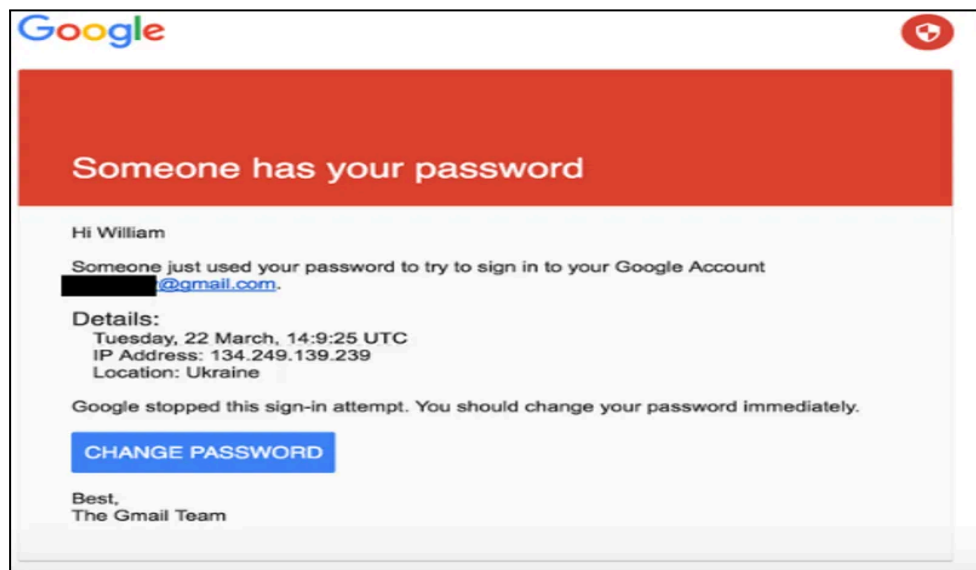 Google
Someone has your password
Hi William
Someone just used your password to try to sign in to your Google Account
@gmail.com.
Details:
Tuesday, 22 March, 14:9:25 UTC
IP Address: 134.249.139.239
Location: Ukraine
Google stopped this sign-in attempt. You should change your password immediately.
CHANGE PASSWORD
Best,
The Gmail Team